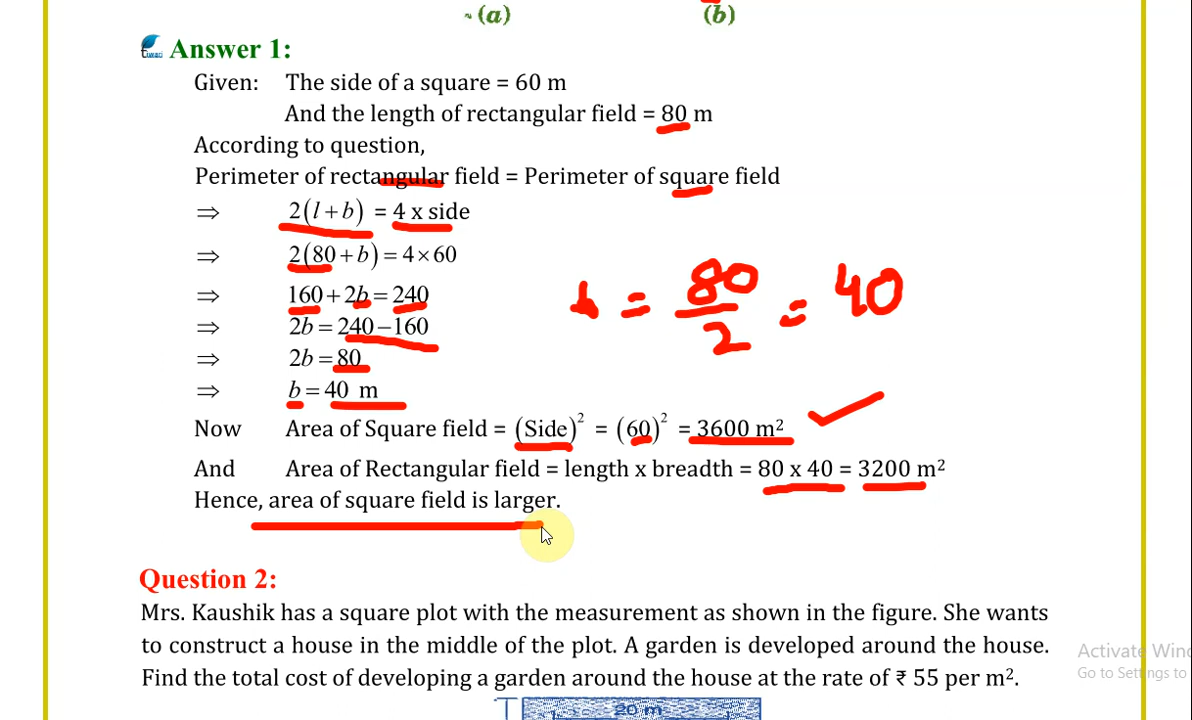 (a) (b)
Answer 1:
Given: The side of a square = 60 m
And the length of rectangular field = 80 m
According to question,
Perimeter of rectangular field = Perimeter of square field
⇒ 2(l+b) = 4 x side
⇒ 2(80+b)=4×60
⇒ 160+2b=240
⇒ 2b=240−160
⇒ 2b=80
⇒ b=40 m
b = 80/2 = 40
Now Area of Square field = (Side)² = (60)² = 3600 m²
And Area of Rectangular field = length x breadth = 80 x 40 = 3200 m²
Hence, area of square field is larger.
Question 2:
Mrs. Kaushik has a square plot with the measurement as shown in the figure. She wants
to construct a house in the middle of the plot. A garden is developed around the house.
Find the total cost of developing a garden around the house at the rate of ₹ 55 per m².
Activate Wind
Go to Settings to
20 m